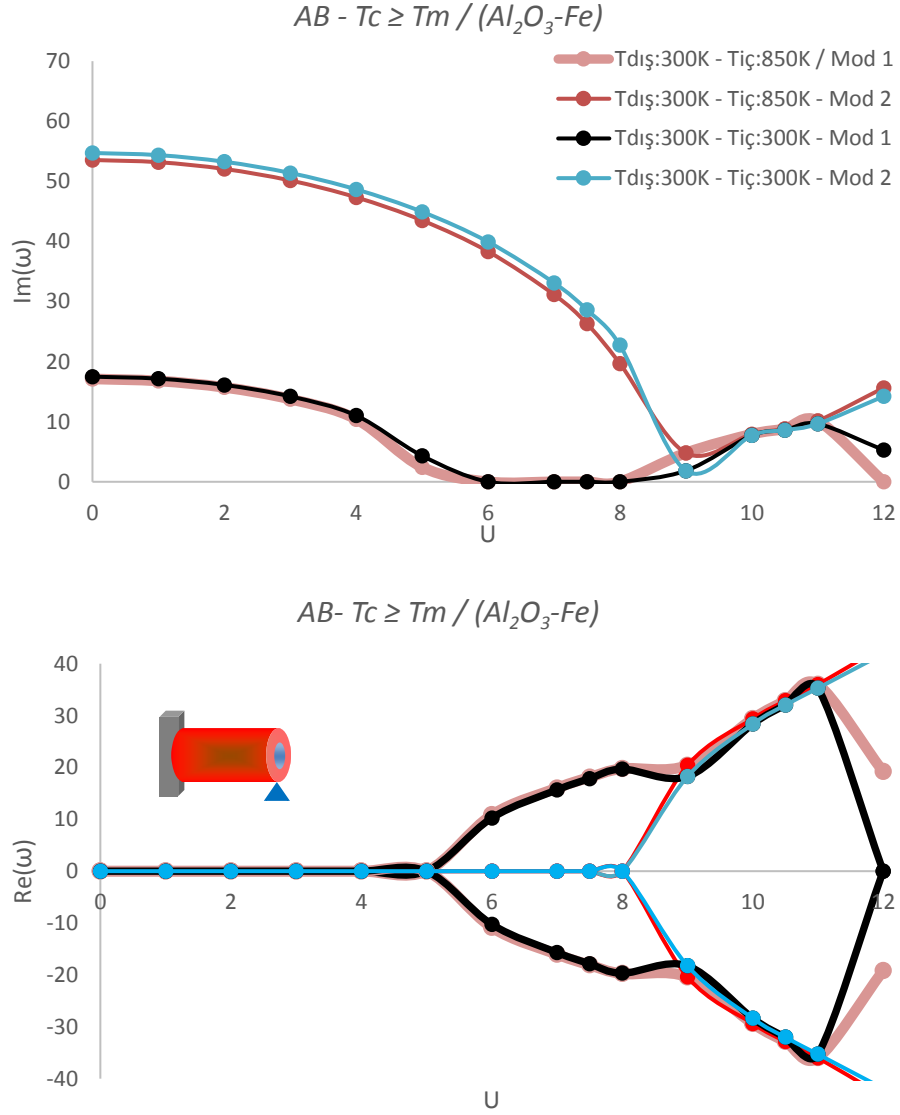 AB - Tc ≥ Tm / (Al₂O₃-Fe)
70
60
50
40
30
20
10
0
Im(ω)
0 2 4 6 8 10 12
U
Tdış:300K - Tiç:850K / Mod 1
Tdış:300K - Tiç:850K - Mod 2
Tdış:300K - Tiç:300K - Mod 1
Tdış:300K - Tiç:300K - Mod 2
AB- Tc ≥ Tm / (Al₂O₃-Fe)
40
30
20
10
0
-10
-20
-30
-40
Re(ω)
0 2 4 6 8 10 12
U